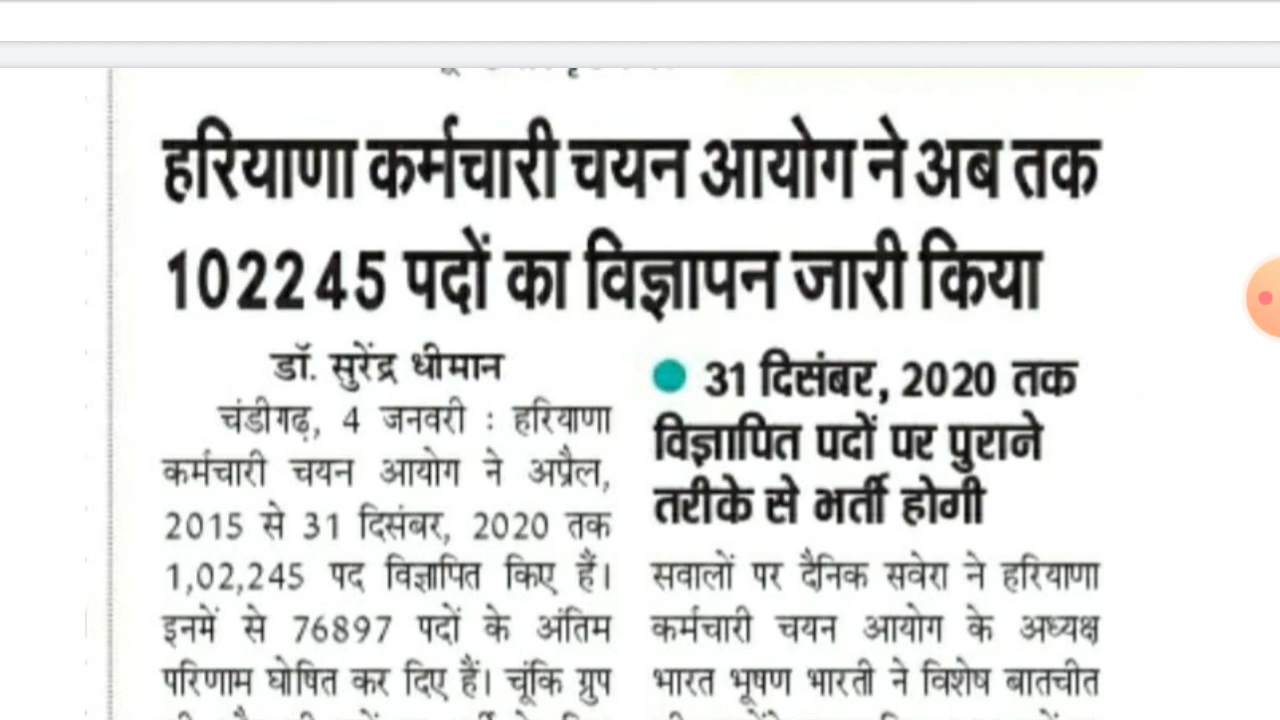 हरियाणा कर्मचारी चयन आयोग ने अब तक
102245 पदों का विज्ञापन जारी किया
डॉ. सुरेंद्र धीमान
चंडीगढ़, 4 जनवरी : हरियाणा
कर्मचारी चयन आयोग ने अप्रैल,
2015 से 31 दिसंबर, 2020 तक
1,02,245 पद विज्ञापित किए हैं।
इनमें से 76897 पदों के अंतिम
परिणाम घोषित कर दिए हैं। चूंकि ग्रुप
● 31 दिसंबर, 2020 तक
विज्ञापित पदों पर पुराने
तरीके से भर्ती होगी
सवालों पर दैनिक सवेरा ने हरियाणा
कर्मचारी चयन आयोग के अध्यक्ष
भारत भूषण भारती ने विशेष बातचीत